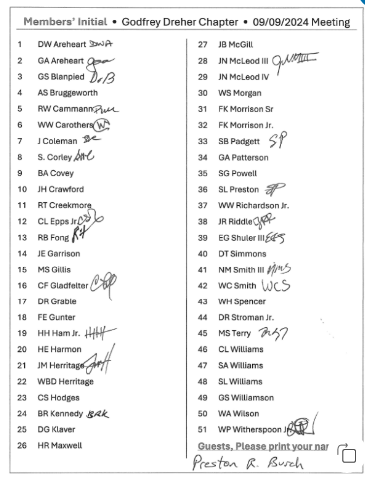 Members' Initial • Godfrey Dreher Chapter • 09/09/2024 Meeting
1 DW Areheart DWA
2 GA Areheart
3 GS Blanpied
4 AS Bruggeworth
5 RW Cammann
6 WW Carothers
7 J Coleman
8 S. Corley
9 BA Covey
10 JH Crawford
11 RT Creekmore
12 CL Epps Jr
13 RB Fong
14 JE Garrison
15 MS Gillis
16 CF Gladfelter
17 DR Grable
18 FE Gunter
19 HH Ham Jr. HHH
20 HE Harmon
21 JM Herritage
22 WBD Herritage
23 CS Hodges
24 BR Kennedy BRK
25 DG Klaver
26 HR Maxwell
27 JB McGill
28 JN McLeod III
29 JN McLeod IV
30 WS Morgan
31 FK Morrison Sr
32 FK Morrison Jr.
33 SB Padgett SP
34 GA Patterson
35 SG Powell
36 SL Preston
37 WW Richardson Jr.
38 JR Riddle
39 EG Shuler III EGS
40 DT Simmons
41 NM Smith III NMS
42 WC Smith WCS
43 WH Spencer
44 DR Stroman Jr.
45 MS Terry
46 CL Williams
47 SA Williams
48 SL Williams
49 GS Williamson
50 WA Wilson
51 WP Witherspoon
Guests, Please print your nar
Preston R. Busch